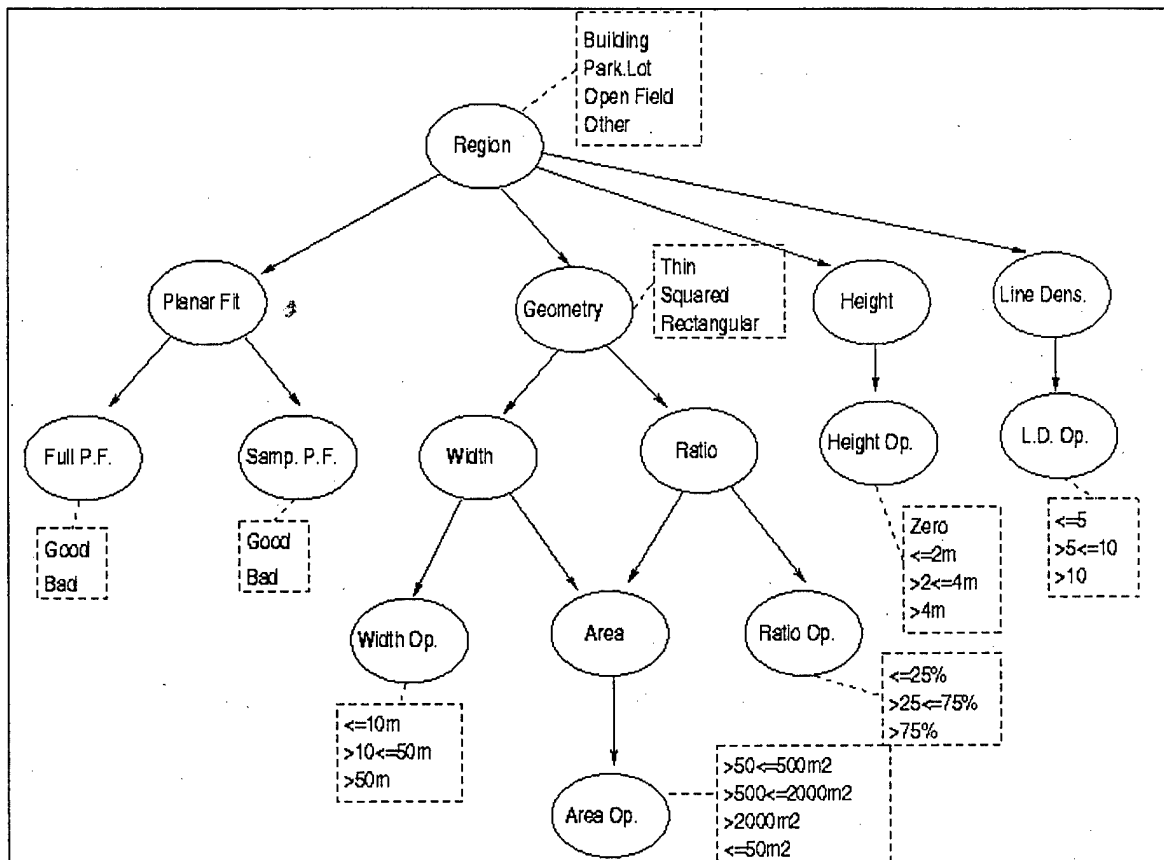 Building
Park.Lot
Open Field
Other
Region
Planar Fit
Geometry
Thin
Squared
Rectangular
Height
Line Dens.
Full P.F.
Samp. P.F.
Width
Ratio
Height Op.
L.D. Op.
Good
Bad
Good
Bad
Zero
<=2m
>2<=4m
>4m
<=5
>5<=10
>10
Width Op.
Area
Ratio Op.
<=10m
>10<=50m
>50m
<=25%
>25<=75%
>75%
Area Op.
>50<=500m2
>500<=2000m2
>2000m2
<=50m2